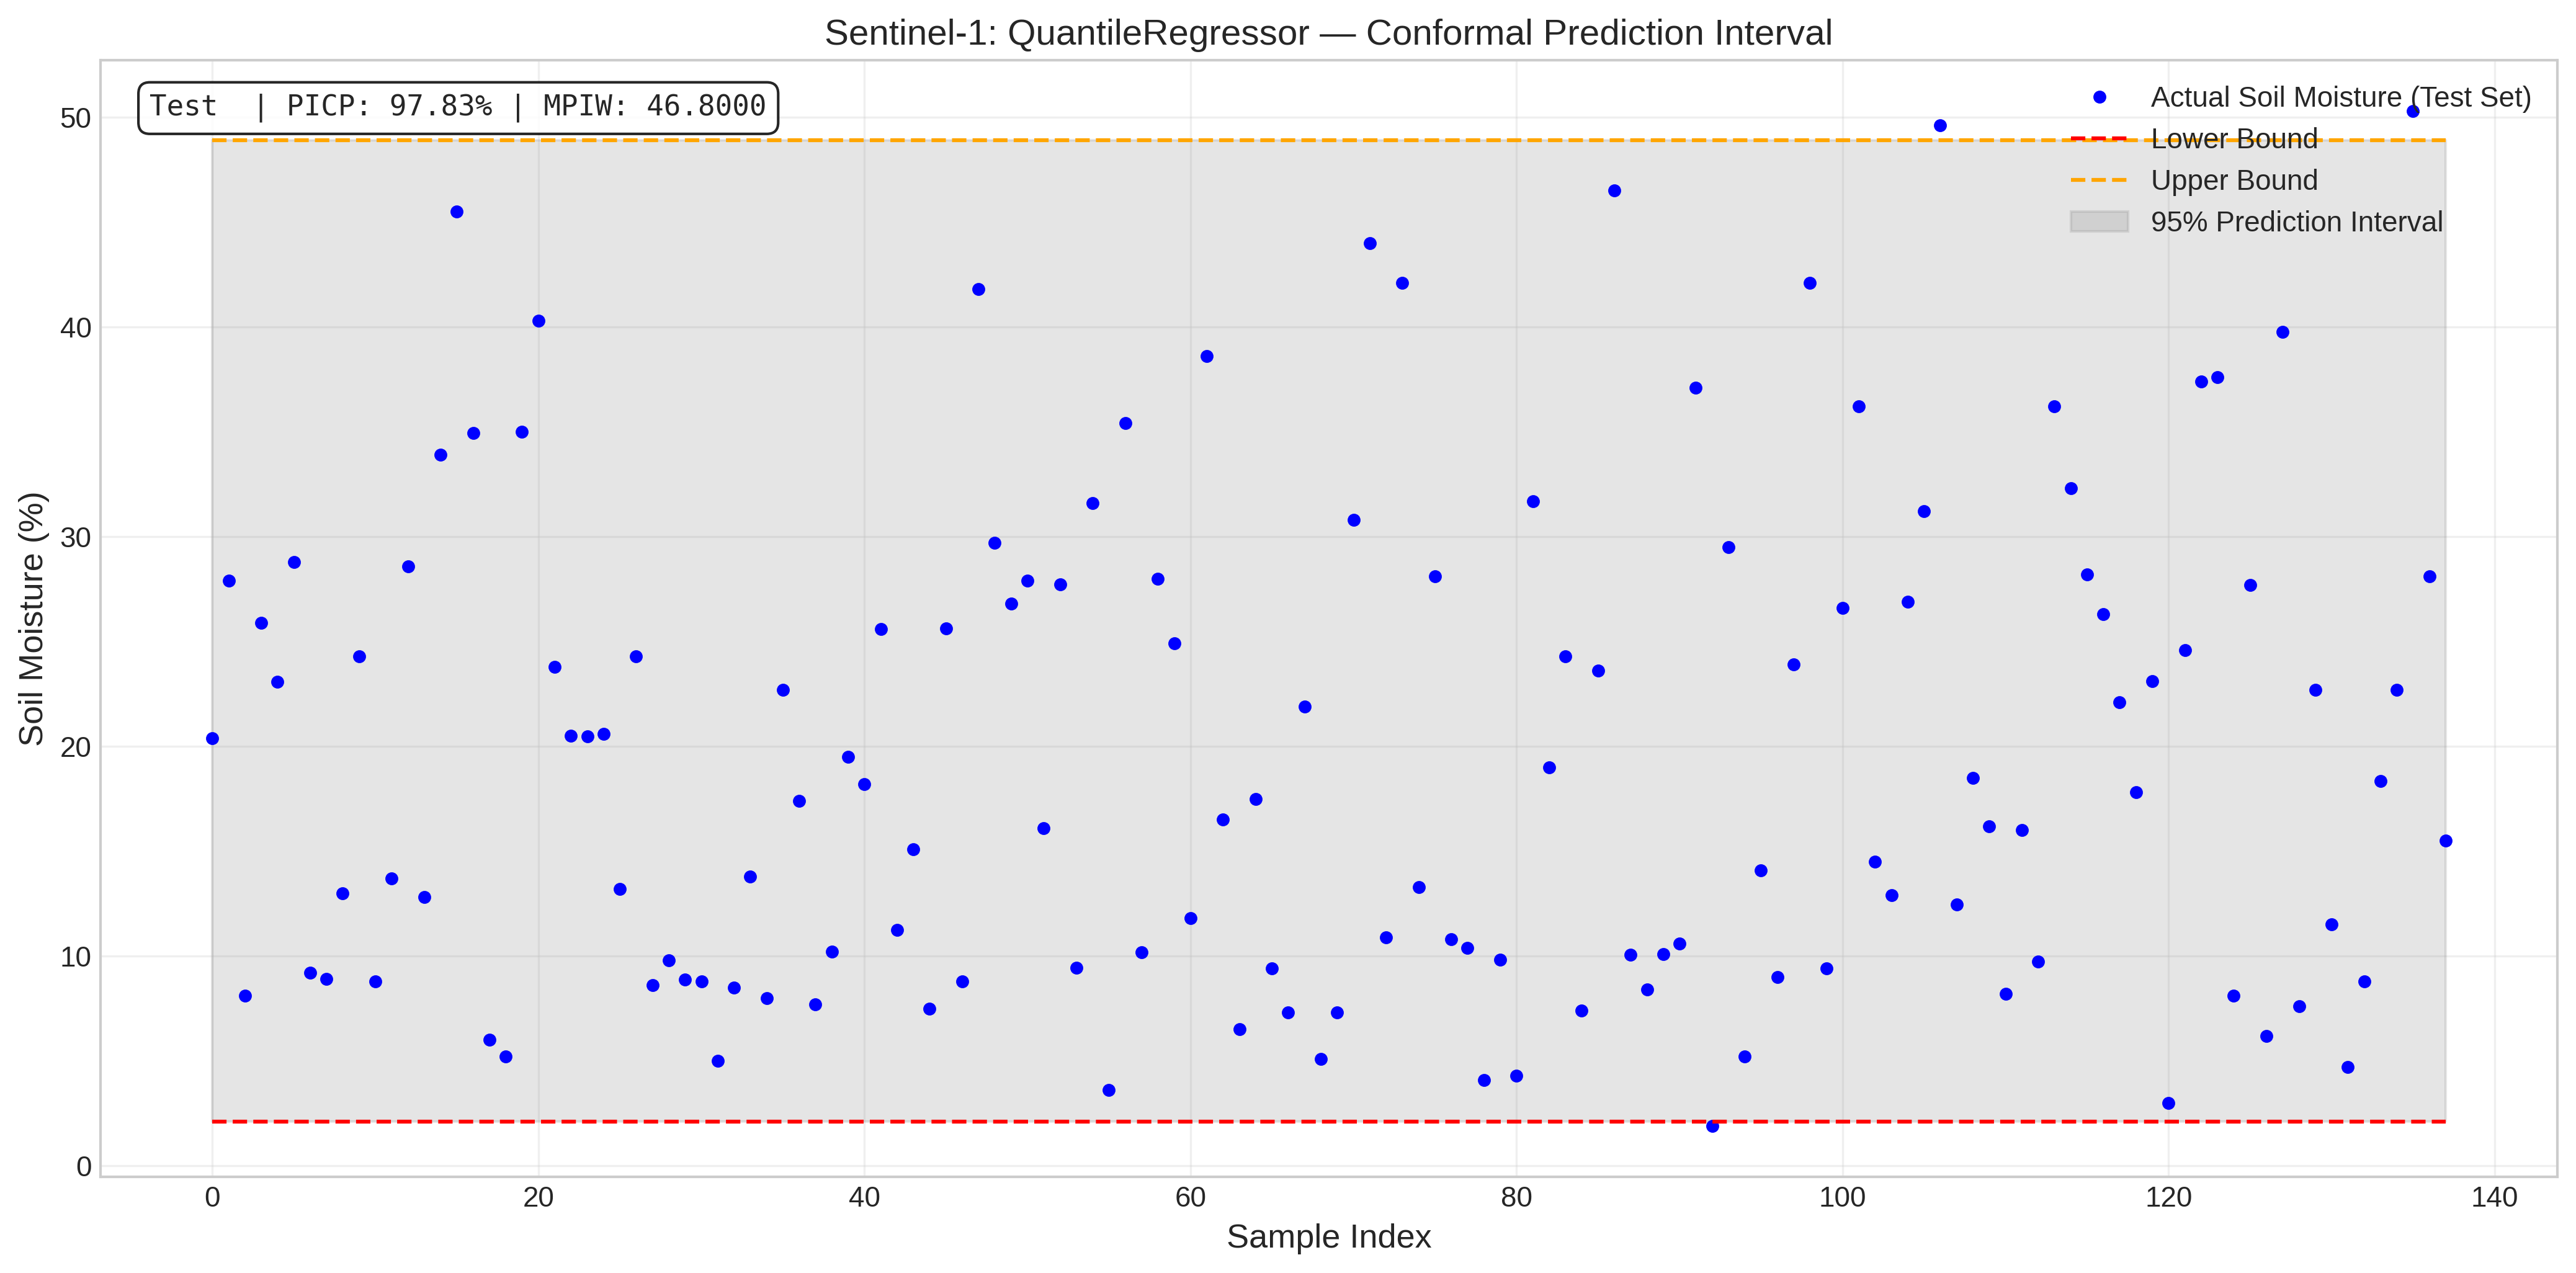 Sentinel-1: QuantileRegressor — Conformal Prediction Interval
Test  | PICP: 97.83% | MPIW: 46.8000
Actual Soil Moisture (Test Set)
Lower Bound
Upper Bound
95% Prediction Interval
Soil Moisture (%)
50
40
30
20
10
0
0 20 40 60 80 100 120 140
Sample Index